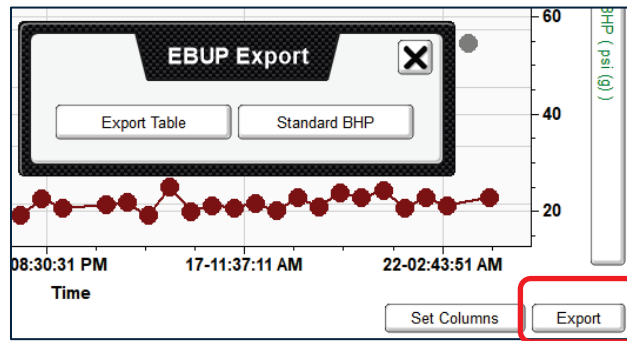 60
BHP ( psi (g) )
EBUP Export
X
Export Table
Standard BHP
40
20
08:30:31 PM
17-11:37:11 AM
22-02:43:51 AM
Time
Set Columns
Export